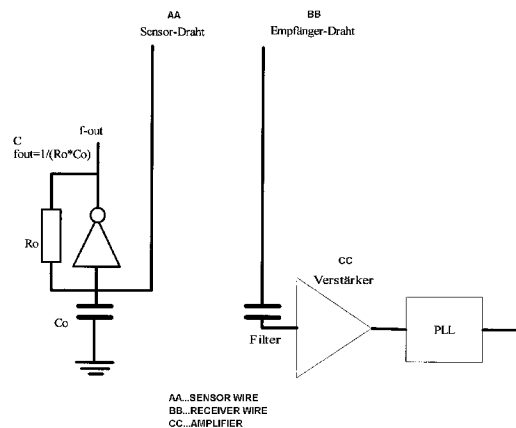 AA
Sensor-Draht
BB
Empfänger-Draht
f-out
C
fout=1/(Ro*Co)
Ro
Co
CC
Verstärker
Filter
PLL
AA...SENSOR WIRE
BB...RECEIVER WIRE
CC...AMPLIFIER